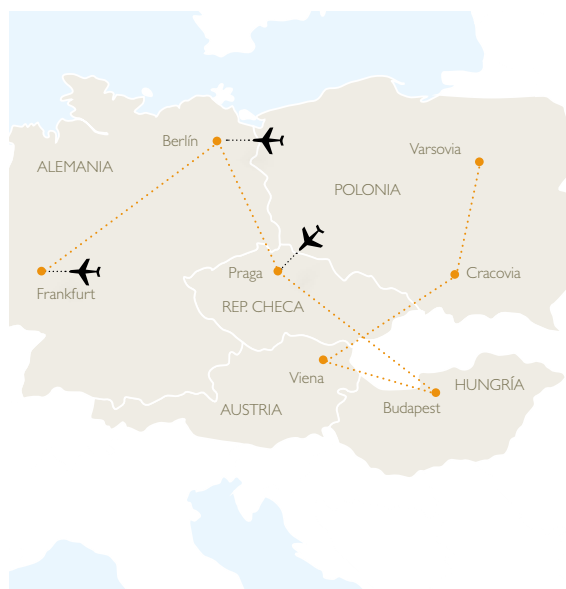 Berlín
Varsovia
ALEMANIA
POLONIA
Praga
Cracovia
Frankfurt
REP. CHECA
Viena
HUNGRÍA
AUSTRIA
Budapest